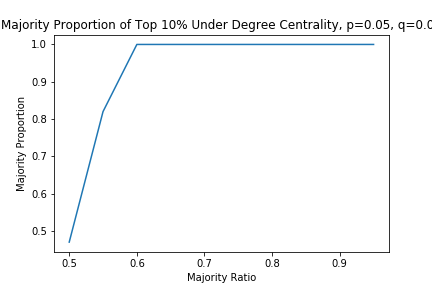 Majority Proportion of Top 10% Under Degree Centrality, p=0.05, q=0.0
1.0
0.9
0.8
0.7
0.6
0.5
Majority Proportion
0.5 0.6 0.7 0.8 0.9
Majority Ratio